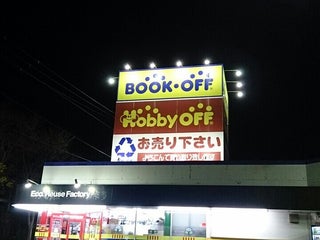 BOOK・OFF
Hobby OFF
お売り下さい
Eco House Factory